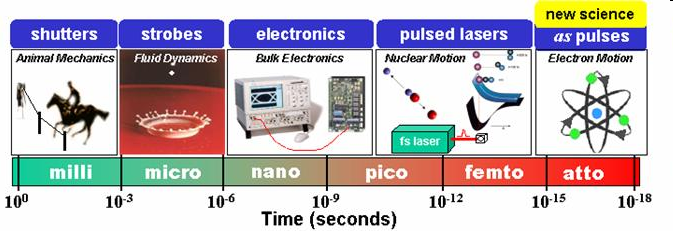 new science
shutters strobes electronics pulsed lasers as pulses
Animal Mechanics Fluid Dynamics Bulk Electronics Nuclear Motion Electron Motion
fs laser
milli micro nano pico femto atto
10⁰ 10⁻³ 10⁻⁶ 10⁻⁹ 10⁻¹² 10⁻¹⁵ 10⁻¹⁸
Time (seconds)